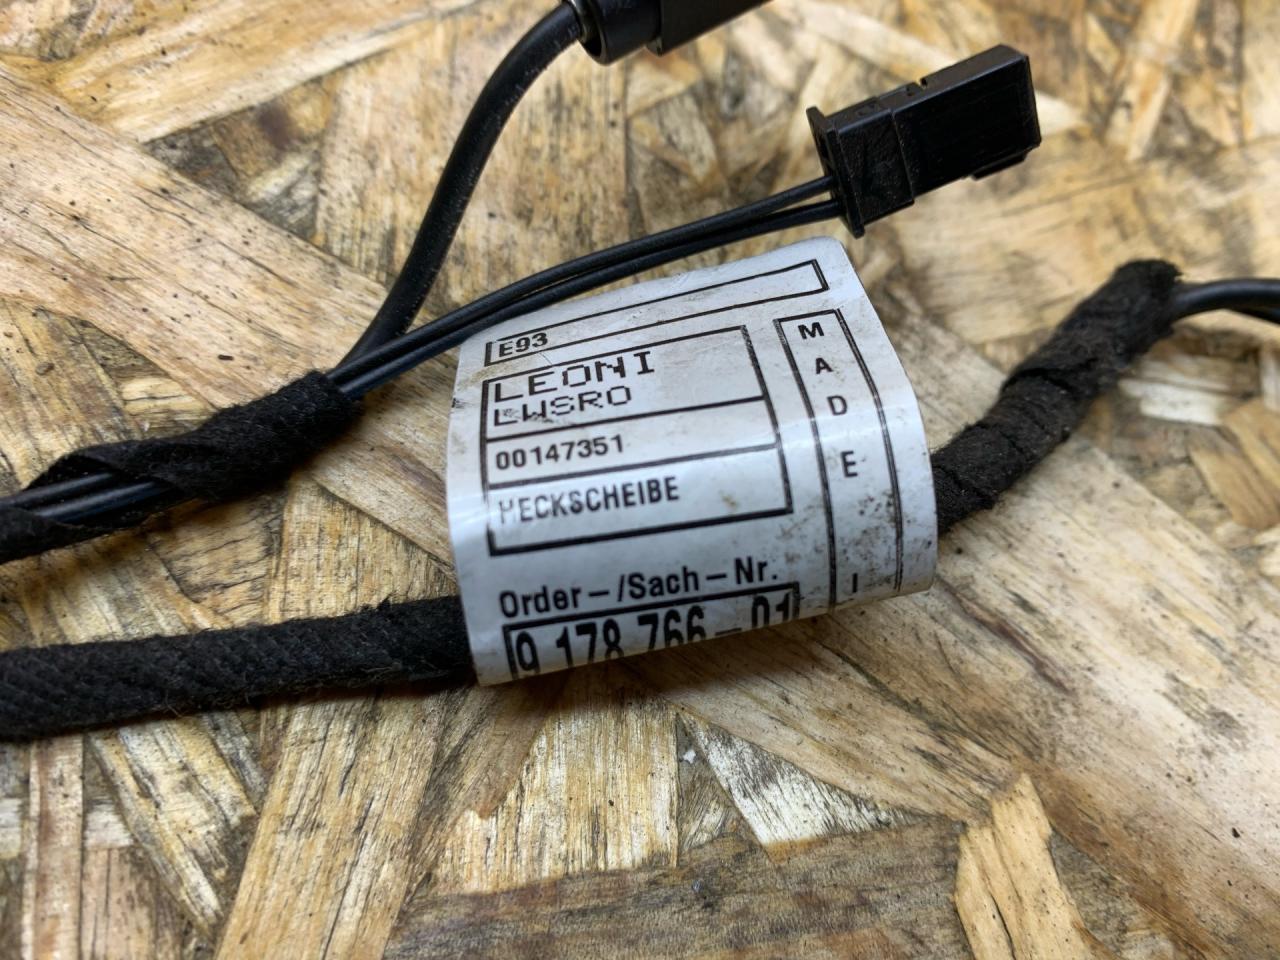 E93
LEONI
LWSRO
00147351
HECKSCHEIBE
Order-/Sach-Nr.
9 178 766-01
MADE I